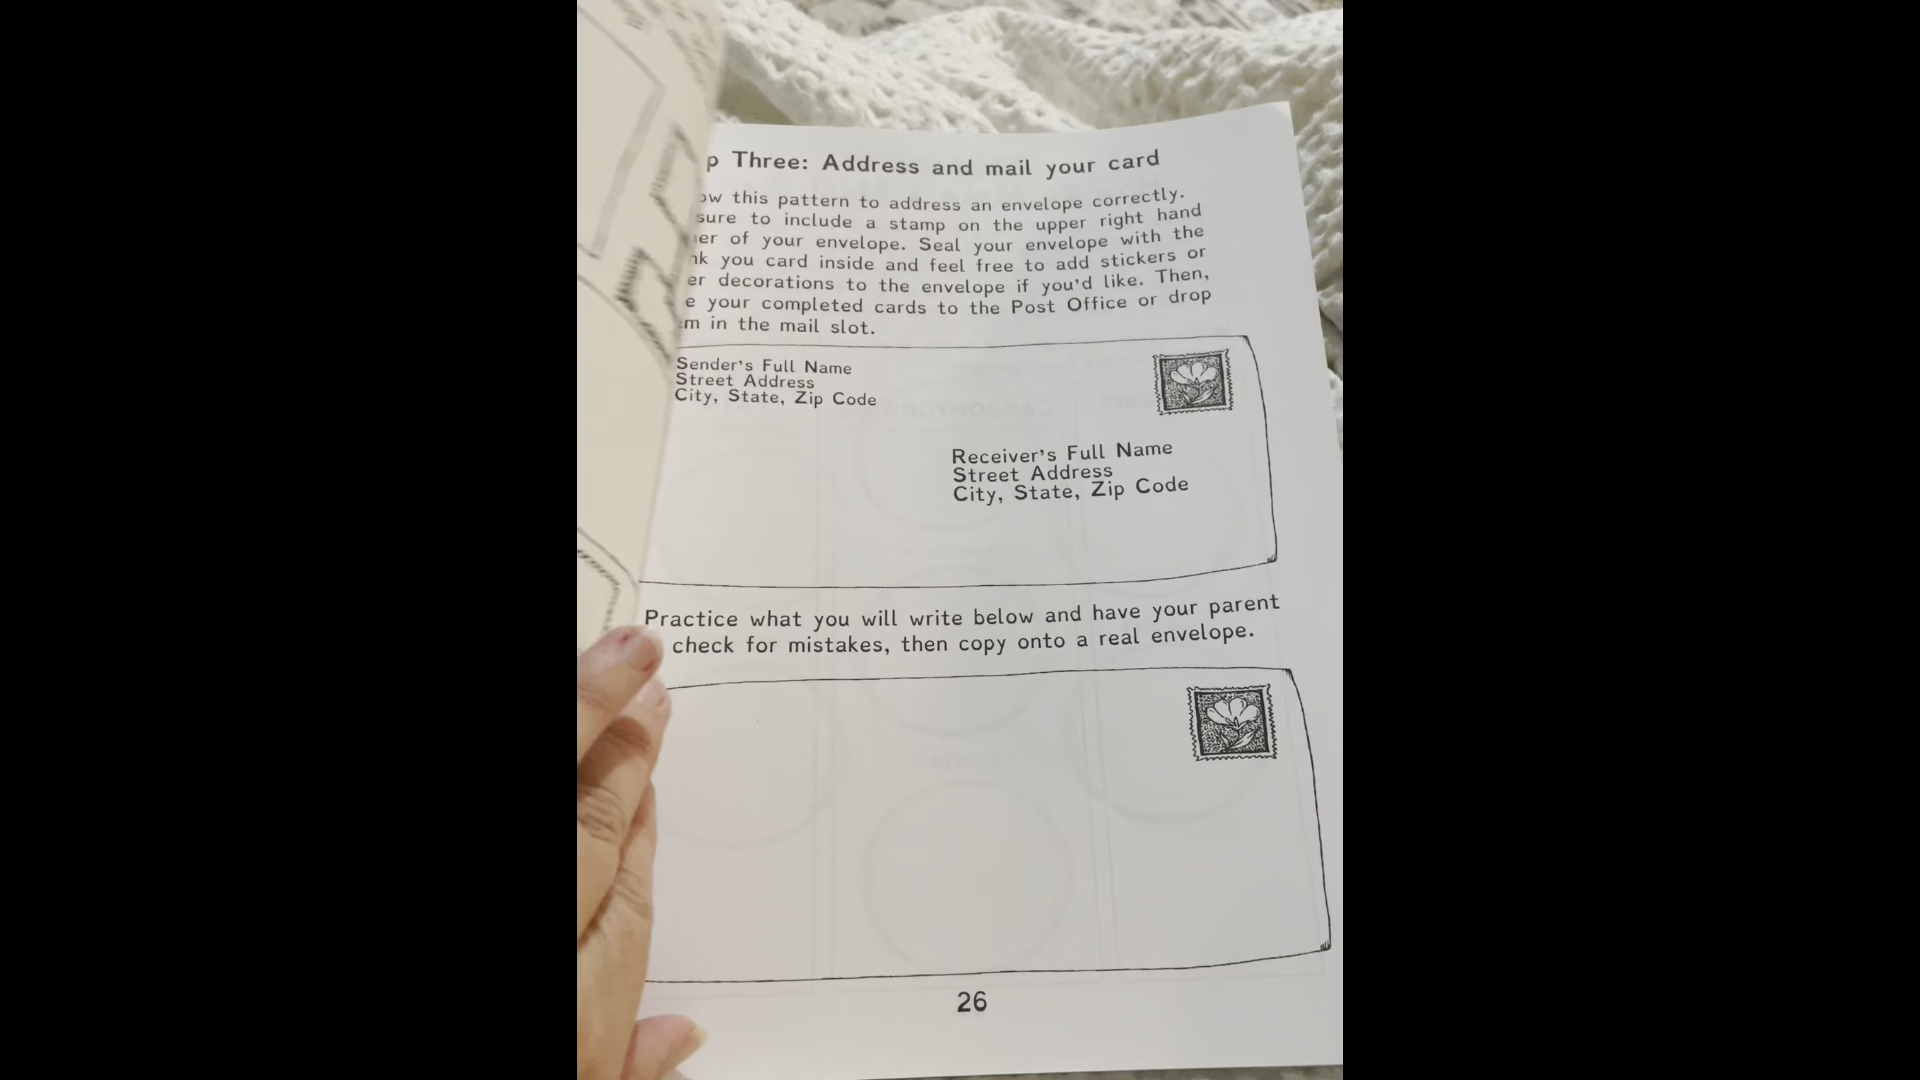 Three: Address and mail your card
this pattern to address an envelope correctly.
sure to include a stamp on the upper right hand
of your envelope. Seal your envelope with the
you card inside and feel free to add stickers or
decorations to the envelope if you'd like. Then,
your completed cards to the Post Office or drop
in the mail slot.
Sender's Full Name
Street Address
City, State, Zip Code
Receiver's Full Name
Street Address
City, State, Zip Code
Practice what you will write below and have your parent
check for mistakes, then copy onto a real envelope.
26